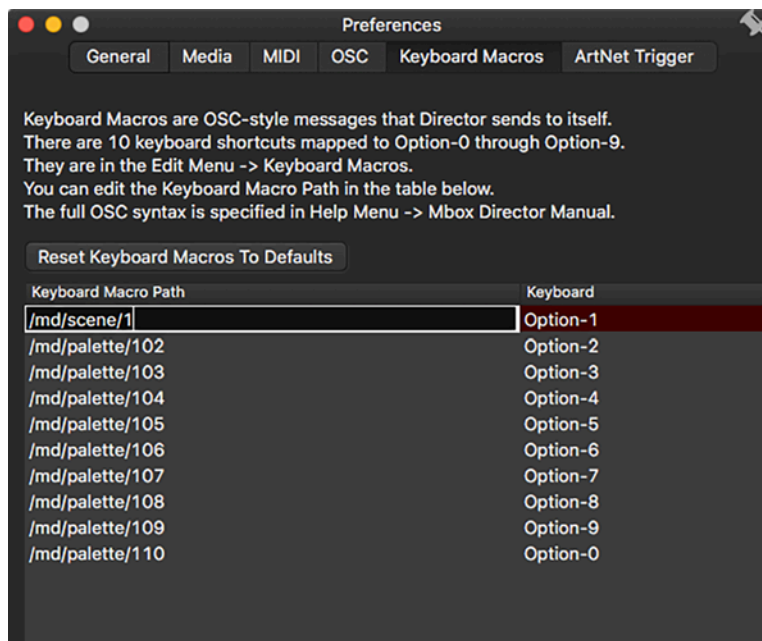 Preferences
General Media MIDI OSC Keyboard Macros ArtNet Trigger
Keyboard Macros are OSC-style messages that Director sends to itself.
There are 10 keyboard shortcuts mapped to Option-0 through Option-9.
They are in the Edit Menu -> Keyboard Macros.
You can edit the Keyboard Macro Path in the table below.
The full OSC syntax is specified in Help Menu -> Mbox Director Manual.
Reset Keyboard Macros To Defaults
Keyboard Macro Path Keyboard
/md/scene/1 Option-1
/md/palette/102 Option-2
/md/palette/103 Option-3
/md/palette/104 Option-4
/md/palette/105 Option-5
/md/palette/106 Option-6
/md/palette/107 Option-7
/md/palette/108 Option-8
/md/palette/109 Option-9
/md/palette/110 Option-0